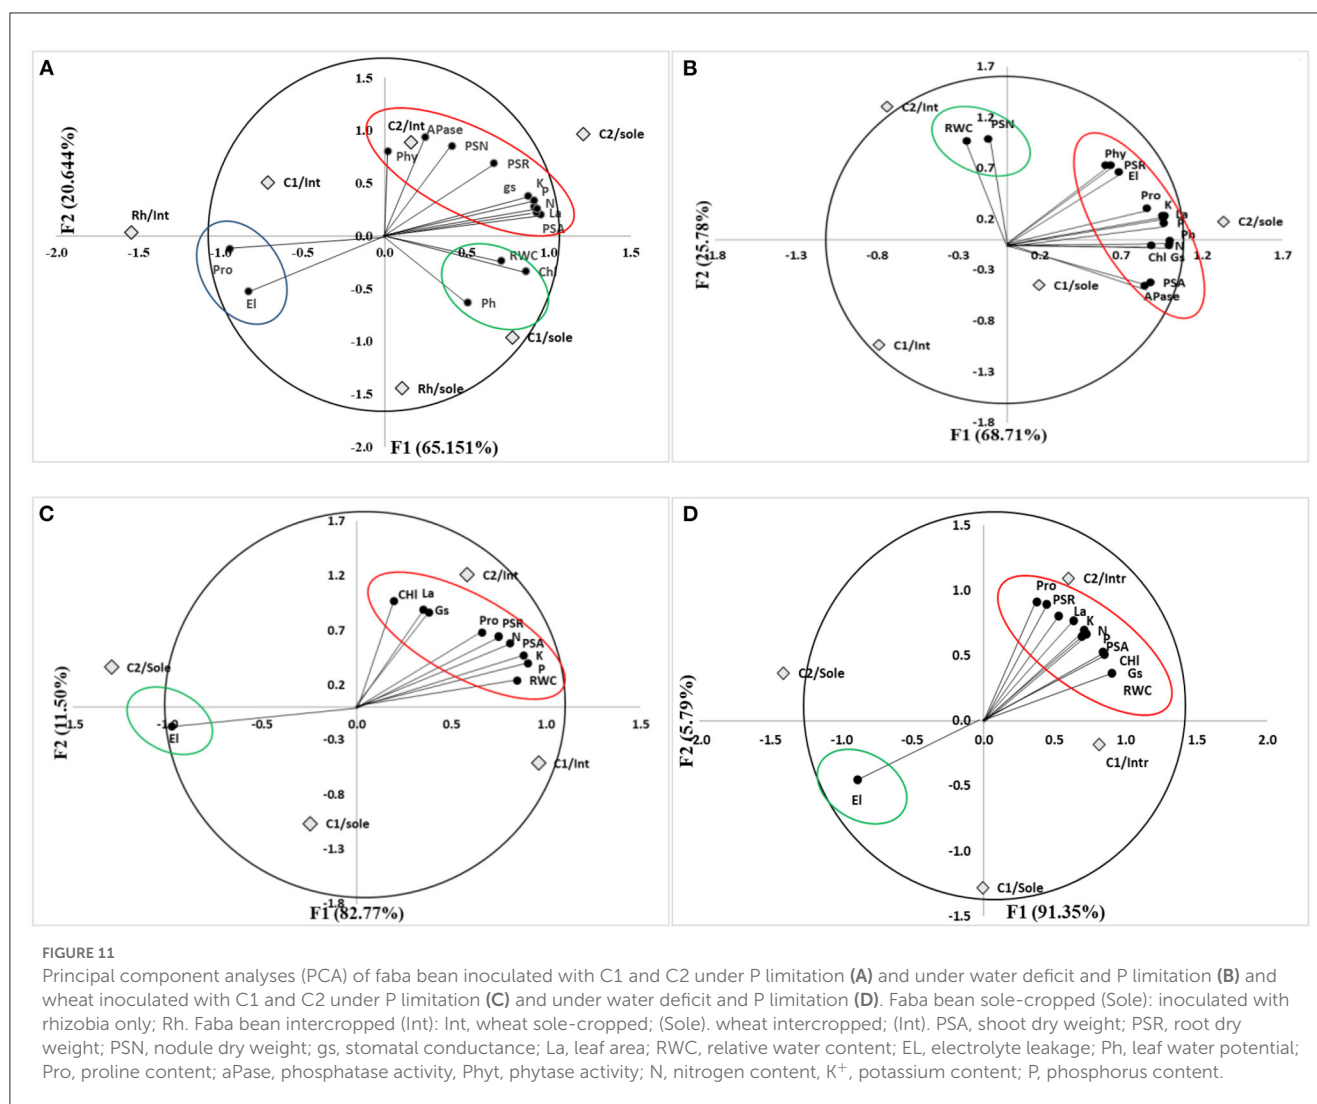 A
1.5
1.0
0.5
0.0
-0.5
-1.0
-1.5
-2.0
-2.0 -1.5 -1.0 -0.5 0.0 0.5 1.0 1.5
F2 (20.644%)
F1 (65.151%)
C2/Int
APase
C2/sole
Phy
PSN
PSR
C1/Int
gs
K
P
N
La
PSA
Rh/Int
Pro
El
RWC
Chl
Ph
C1/sole
Rh/sole
B
1.7
1.2
0.7
0.2
-0.3
-0.8
-1.3
-1.8
-1.8 -1.3 -0.8 -0.3 0.2 0.7 1.2 1.7
F2 (25.78%)
F1 (68.71%)
C2/Int
RWC
PSN
Phy
PSR
El
Pro
K
La
P
C2/sole
Ph
N
Chl Gs
C1/sole
PSA
APase
C1/Int
C
1.7
1.2
0.7
0.2
-0.3
-0.8
-1.3
-1.8
-1.5 -1.0 -0.5 0.0 0.5 1.0 1.5
F2 (11.50%)
F1 (82.77%)
C2/Int
CHl
La
Gs
Pro
PSR
N
PSA
K
P
RWC
C2/Sole
El
C1/Int
C1/sole
D
1.5
1.0
0.5
0.0
-0.5
-1.0
-1.5
2.0 -1.5 -1.0 -0.5 0.0 0.5 1.0 1.5 2.0
F2 (5.79%)
F1 (91.35%)
C2/Intr
Pro
PSR
La
K
N
P
PSA
CHl
Gs
RWC
C2/Sole
C1/Intr
El
C1/Sole
FIGURE 11
Principal component analyses (PCA) of faba bean inoculated with C1 and C2 under P limitation (A) and under water deficit and P limitation (B) and
wheat inoculated with C1 and C2 under P limitation (C) and under water deficit and P limitation (D). Faba bean sole-cropped (Sole): inoculated with
rhizobia only; Rh. Faba bean intercropped (Int): Int, wheat sole-cropped; (Sole). wheat intercropped; (Int). PSA, shoot dry weight; PSR, root dry
weight; PSN, nodule dry weight; gs, stomatal conductance; La, leaf area; RWC, relative water content; EL, electrolyte leakage; Ph, leaf water potential;
Pro, proline content; aPase, phosphatase activity, Phyt, phytase activity; N, nitrogen content, K⁺, potassium content; P, phosphorus content.